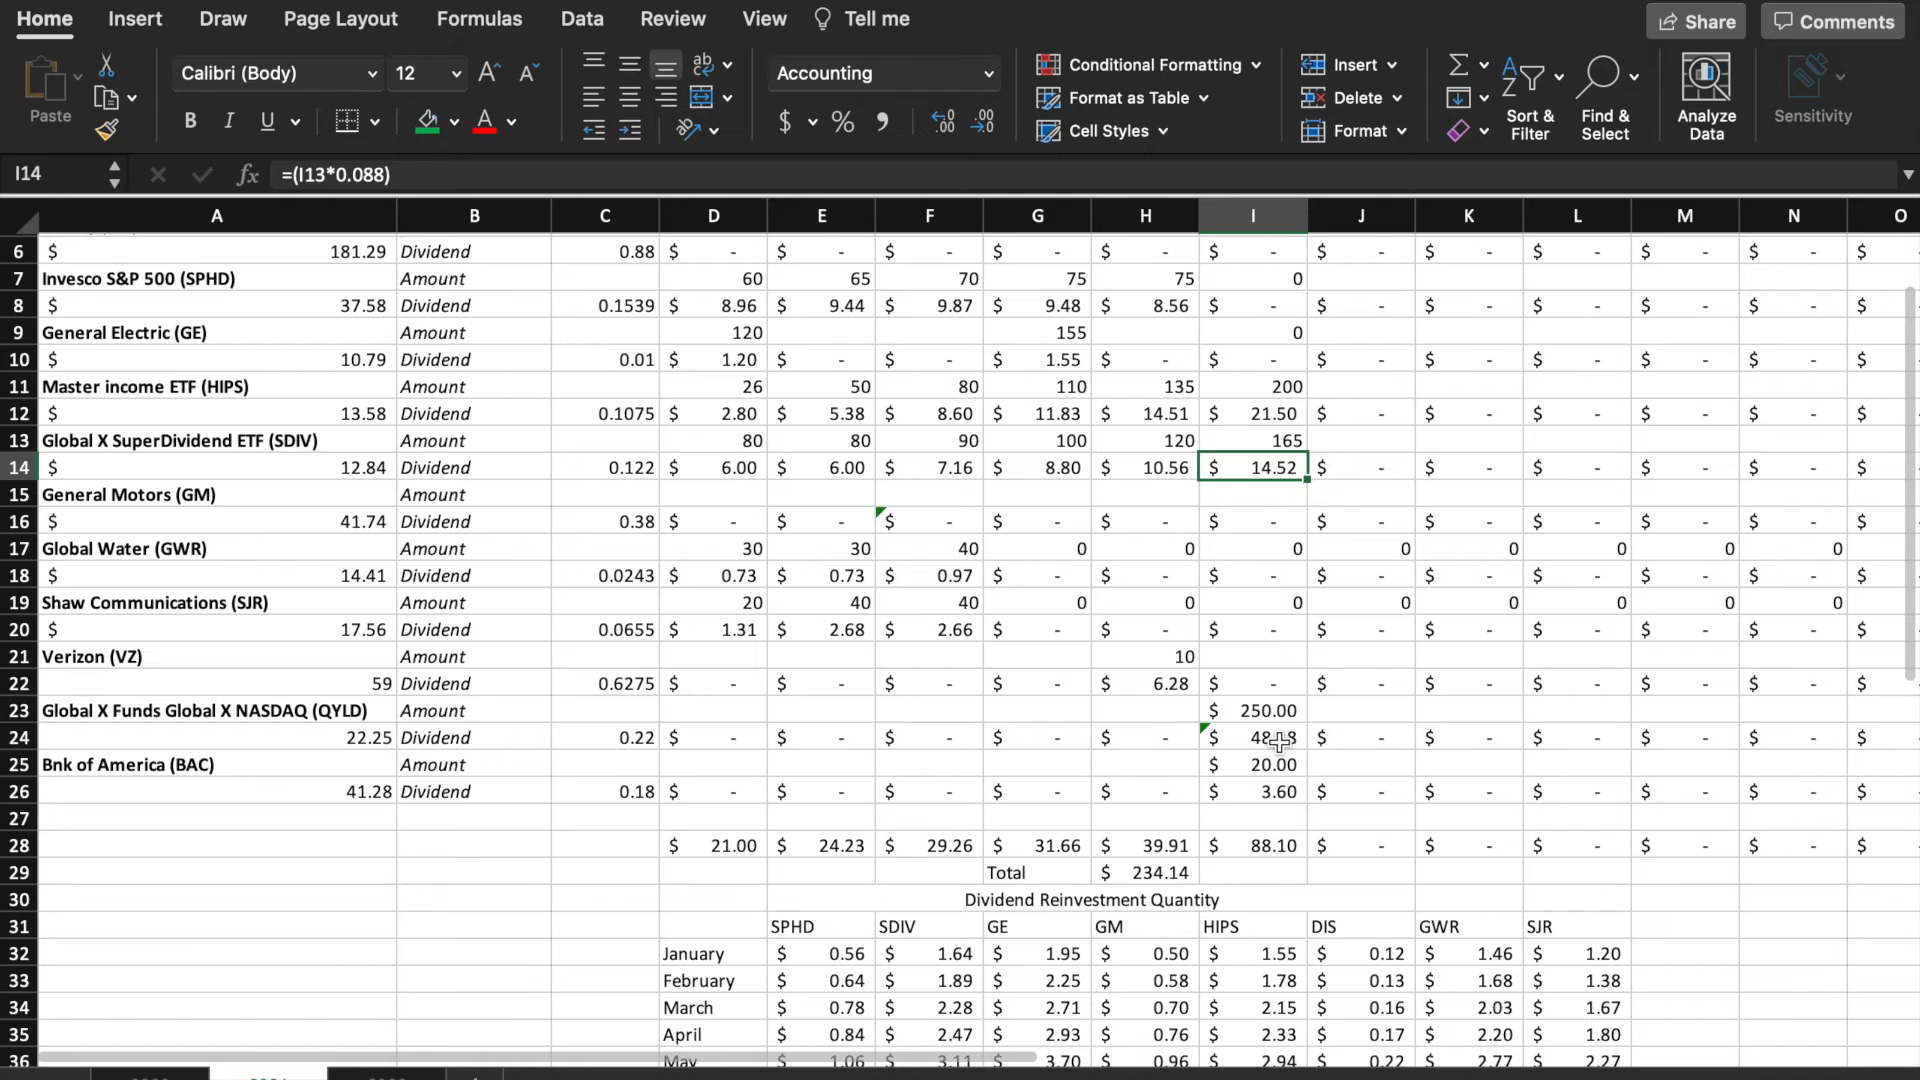 Home Insert Draw Page Layout Formulas Data Review View Tell me Share Comments
Paste Calibri (Body) 12 Accounting Conditional Formatting Insert
Format as Table Delete Sort & Filter Find & Select Analyze Data Sensitivity
B I U $ % Cell Styles Format
I14 fx =(I13*0.088)
A B C D E F G H I J K L M N O
6 $ 181.29 Dividend 0.88 $ - $ - $ - $ - $ - $ - $ - $ - $ - $ - $ - $
7 Invesco S&P 500 (SPHD) Amount 60 65 70 75 75 0
8 $ 37.58 Dividend 0.1539 $ 8.96 $ 9.44 $ 9.87 $ 9.48 $ 8.56 $ - $ - $ - $ - $ - $ - $
9 General Electric (GE) Amount 120 155 0
10 $ 10.79 Dividend 0.01 $ 1.20 $ - $ - $ 1.55 $ - $ - $ - $ - $ - $ - $ - $
11 Master income ETF (HIPS) Amount 26 50 80 110 135 200
12 $ 13.58 Dividend 0.1075 $ 2.80 $ 5.38 $ 8.60 $ 11.83 $ 14.51 $ 21.50 $ - $ - $ - $ - $ - $
13 Global X SuperDividend ETF (SDIV) Amount 80 80 90 100 120 165
14 $ 12.84 Dividend 0.122 $ 6.00 $ 6.00 $ 7.16 $ 8.80 $ 10.56 $ 14.52 $ - $ - $ - $ - $ - $
15 General Motors (GM) Amount
16 $ 41.74 Dividend 0.38 $ - $ - $ - $ - $ - $ - $ - $ - $ - $ - $ - $
17 Global Water (GWR) Amount 30 30 40 0 0 0 0 0 0 0 0
18 $ 14.41 Dividend 0.0243 $ 0.73 $ 0.73 $ 0.97 $ - $ - $ - $ - $ - $ - $ - $ - $
19 Shaw Communications (SJR) Amount 20 40 40 0 0 0 0 0 0 0 0
20 $ 17.56 Dividend 0.0655 $ 1.31 $ 2.68 $ 2.66 $ - $ - $ - $ - $ - $ - $ - $ - $
21 Verizon (VZ) Amount 10
22 59 Dividend 0.6275 $ - $ - $ - $ - $ 6.28 $ - $ - $ - $ - $ - $ - $
23 Global X Funds Global X NASDAQ (QYLD) Amount $ 250.00
24 22.25 Dividend 0.22 $ - $ - $ - $ - $ - $ $ - $ - $ - $ - $ - $
25 Bnk of America (BAC) Amount $ 20.00
26 41.28 Dividend 0.18 $ - $ - $ - $ - $ - $ 3.60 $ - $ - $ - $ - $ - $
27
28 $ 21.00 $ 24.23 $ 29.26 $ 31.66 $ 39.91 $ 88.10 $ - $ - $ - $ - $ - $
29 Total $ 234.14
30 Dividend Reinvestment Quantity
31 SPHD SDIV GE GM HIPS DIS GWR SJR
32 January $ 0.56 $ 1.64 $ 1.95 $ 0.50 $ 1.55 $ 0.12 $ 1.46 $ 1.20
33 February $ 0.64 $ 1.89 $ 2.25 $ 0.58 $ 1.78 $ 0.13 $ 1.68 $ 1.38
34 March $ 0.78 $ 2.28 $ 2.71 $ 0.70 $ 2.15 $ 0.16 $ 2.03 $ 1.67
35 April $ 0.84 $ 2.47 $ 2.93 $ 0.76 $ 2.33 $ 0.17 $ 2.20 $ 1.80
36 May $ 1.06 $ 3.11 $ 3.70 $ 0.96 $ 2.94 $ 0.22 $ 2.77 $ 2.27